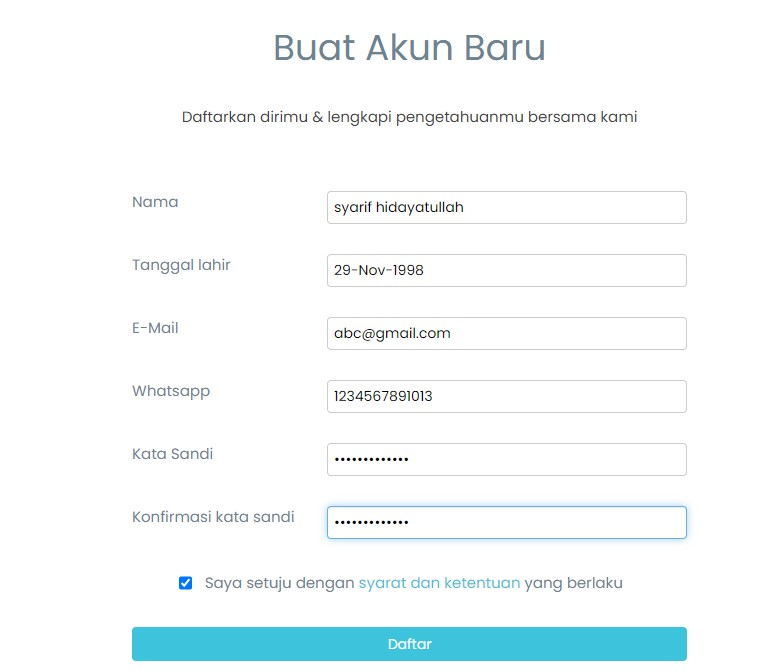 Buat Akun Baru
Daftarkan dirimu & lengkapi pengetahuanmu bersama kami
Nama
syarif hidayatullah
Tanggal lahir
29-Nov-1998
E-Mail
abc@gmail.com
Whatsapp
1234567891013
Kata Sandi
•••••••••••••
Konfirmasi kata sandi
•••••••••••••
Saya setuju dengan syarat dan ketentuan yang berlaku
Daftar